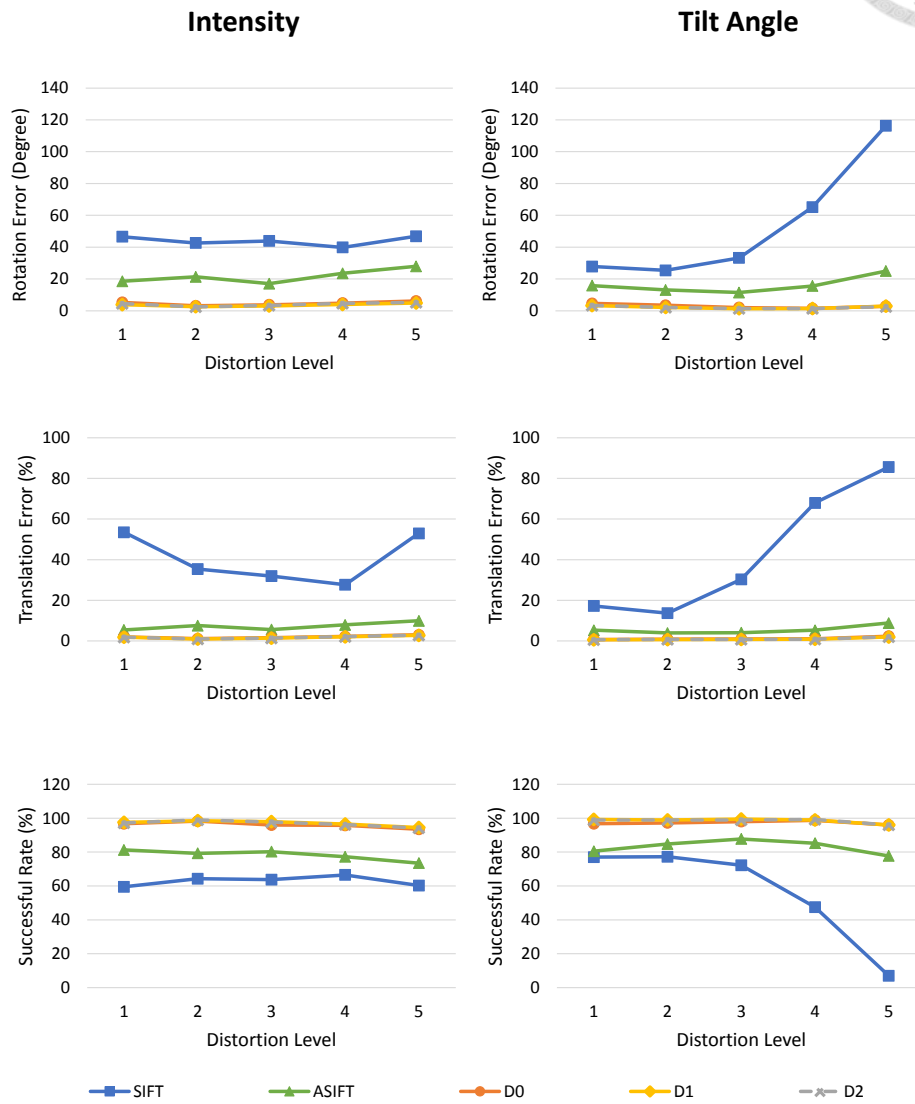 Intensity
Tilt Angle
Rotation Error (Degree)
140
120
100
80
60
40
20
0
1 2 3 4 5
Distortion Level
Rotation Error (Degree)
140
120
100
80
60
40
20
0
1 2 3 4 5
Distortion Level
Translation Error (%)
100
80
60
40
20
0
1 2 3 4 5
Distortion Level
Translation Error (%)
100
80
60
40
20
0
1 2 3 4 5
Distortion Level
Successful Rate (%)
120
100
80
60
40
20
0
1 2 3 4 5
Distortion Level
Successful Rate (%)
120
100
80
60
40
20
0
1 2 3 4 5
Distortion Level
SIFT ASIFT D0 D1 D2